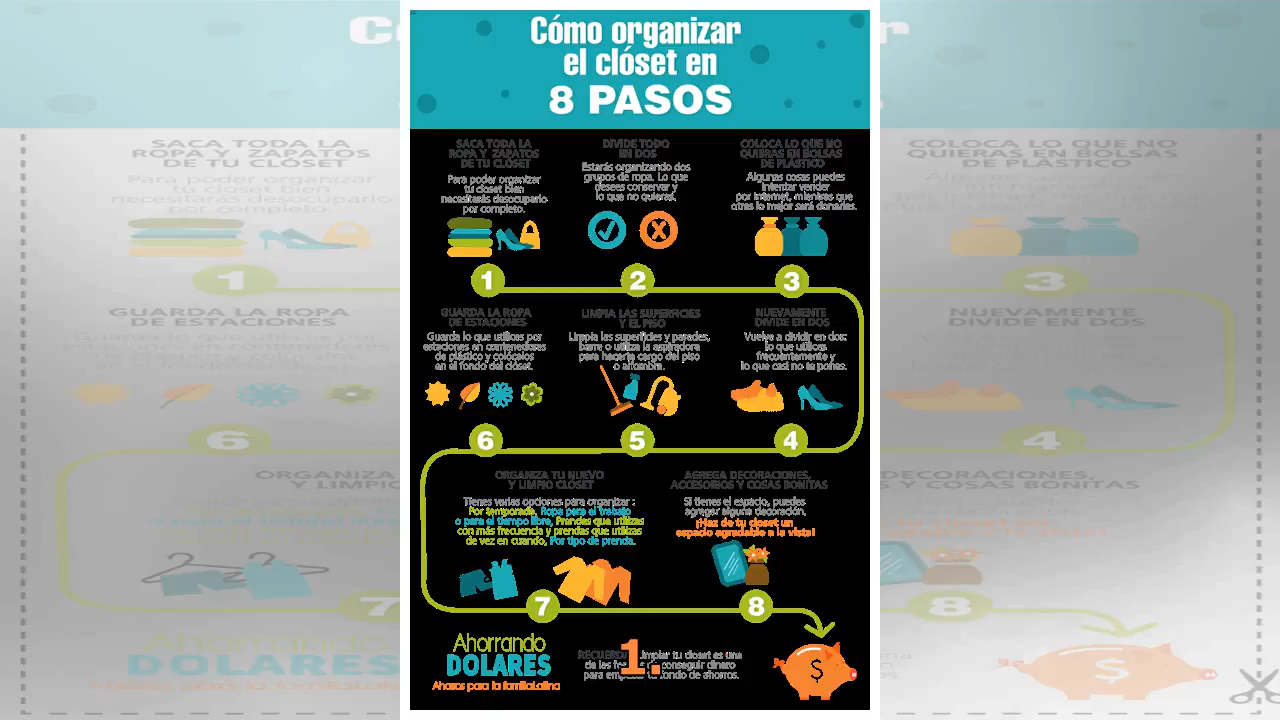 Cómo organizar
el clóset en
8 PASOS
SACA TODA LA
ROPA Y ZAPATOS
DE TU CLÓSET
Para poder organizar
tu closet bien
necesitarás desocuparlo
por completo.
1
DIVIDE TODO
EN DOS
Estarás organizando dos
grupos de ropa. Lo que
desees conservar y
lo que no quieras.
2
COLOCA LO QUE NO
QUIERAS EN BOLSAS
DE PLÁSTICO
Algunas cosas puedes
intentar vender
por internet, mientras que
otras lo mejor será donarlas.
3
NUEVAMENTE
DIVIDE EN DOS
Vuelve a dividir en dos:
lo que utilizas
frecuentemente y
lo que casi no te pones.
4
LIMPIA LAS SUPERFICIES
Y EL PISO
Limpia las superficies y paredes,
barre o utiliza la aspiradora
para hacerte cargo del piso
o alfombra.
5
GUARDA LA ROPA
DE ESTACIONES
Guarda lo que utilizas por
estaciones en contenedores
de plástico y colócalos
en el fondo del clóset.
6
ORGANIZA TU NUEVO
Y LIMPIO CLÓSET
Tienes varias opciones para organizar :
Por temporada, Ropa para el trabajo
o para el tiempo libre, Prendas que utilizas
con más frecuencia y prendas que utilizas
de vez en cuando, Por tipo de prenda.
7
AGREGA DECORACIONES,
ACCESORIOS Y COSAS BONITAS
Si tienes el espacio, puedes
agregar alguna decoración.
¡Haz de tu closet un
espacio agradable a la vista!
8
Ahorrando
DOLARES
Ahorros para la familia Latina
1.
limpiar tu closet es una
de las conseguir dinero
para fondo de ahorros.
$